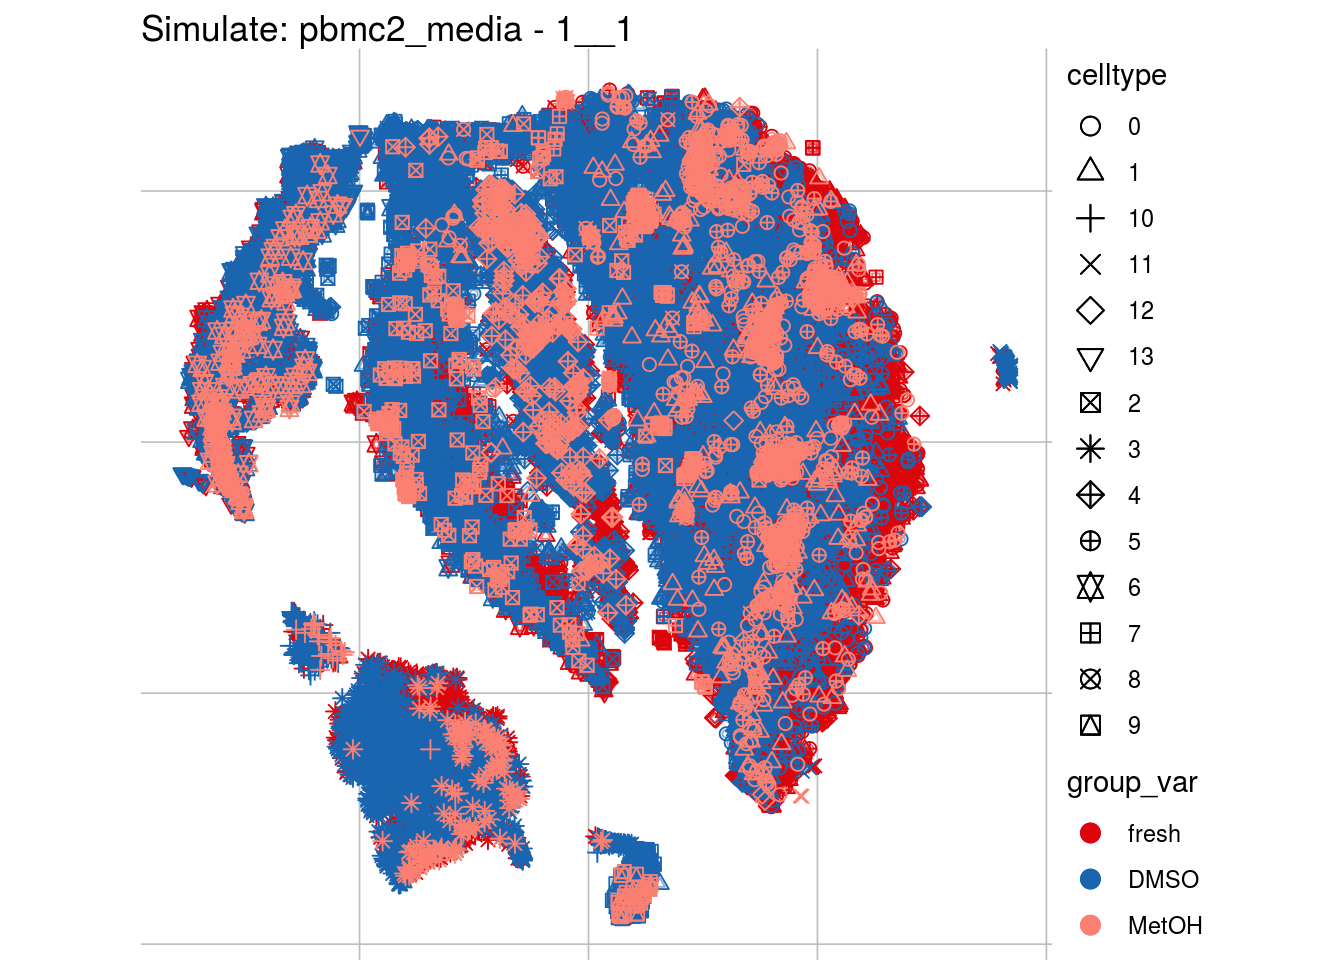 Simulate: pbmc2_media - 1__1
celltype
0
1
10
11
12
13
2
3
4
5
6
7
8
9
group_var
fresh
DMSO
MetOH